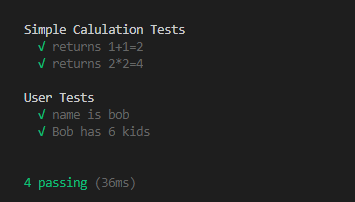 Simple Calulation Tests
√ returns 1+1=2
√ returns 2*2=4
User Tests
√ name is bob
√ Bob has 6 kids
4 passing (36ms)